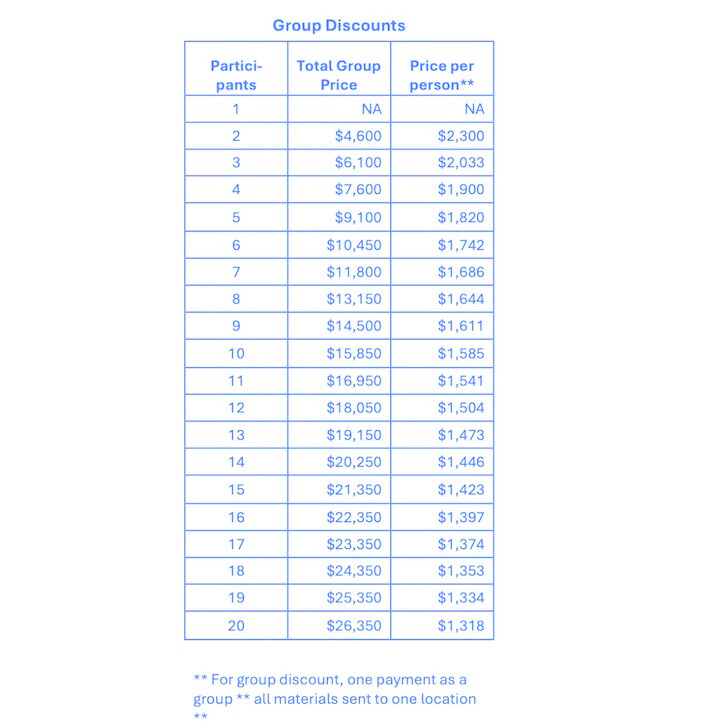 Group Discounts
Partici-
pants
Total Group
Price
Price per
person**
1 NA NA
2 $4,600 $2,300
3 $6,100 $2,033
4 $7,600 $1,900
5 $9,100 $1,820
6 $10,450 $1,742
7 $11,800 $1,686
8 $13,150 $1,644
9 $14,500 $1,611
10 $15,850 $1,585
11 $16,950 $1,541
12 $18,050 $1,504
13 $19,150 $1,473
14 $20,250 $1,446
15 $21,350 $1,423
16 $22,350 $1,397
17 $23,350 $1,374
18 $24,350 $1,353
19 $25,350 $1,334
20 $26,350 $1,318
** For group discount, one payment as a
group ** all materials sent to one location
**